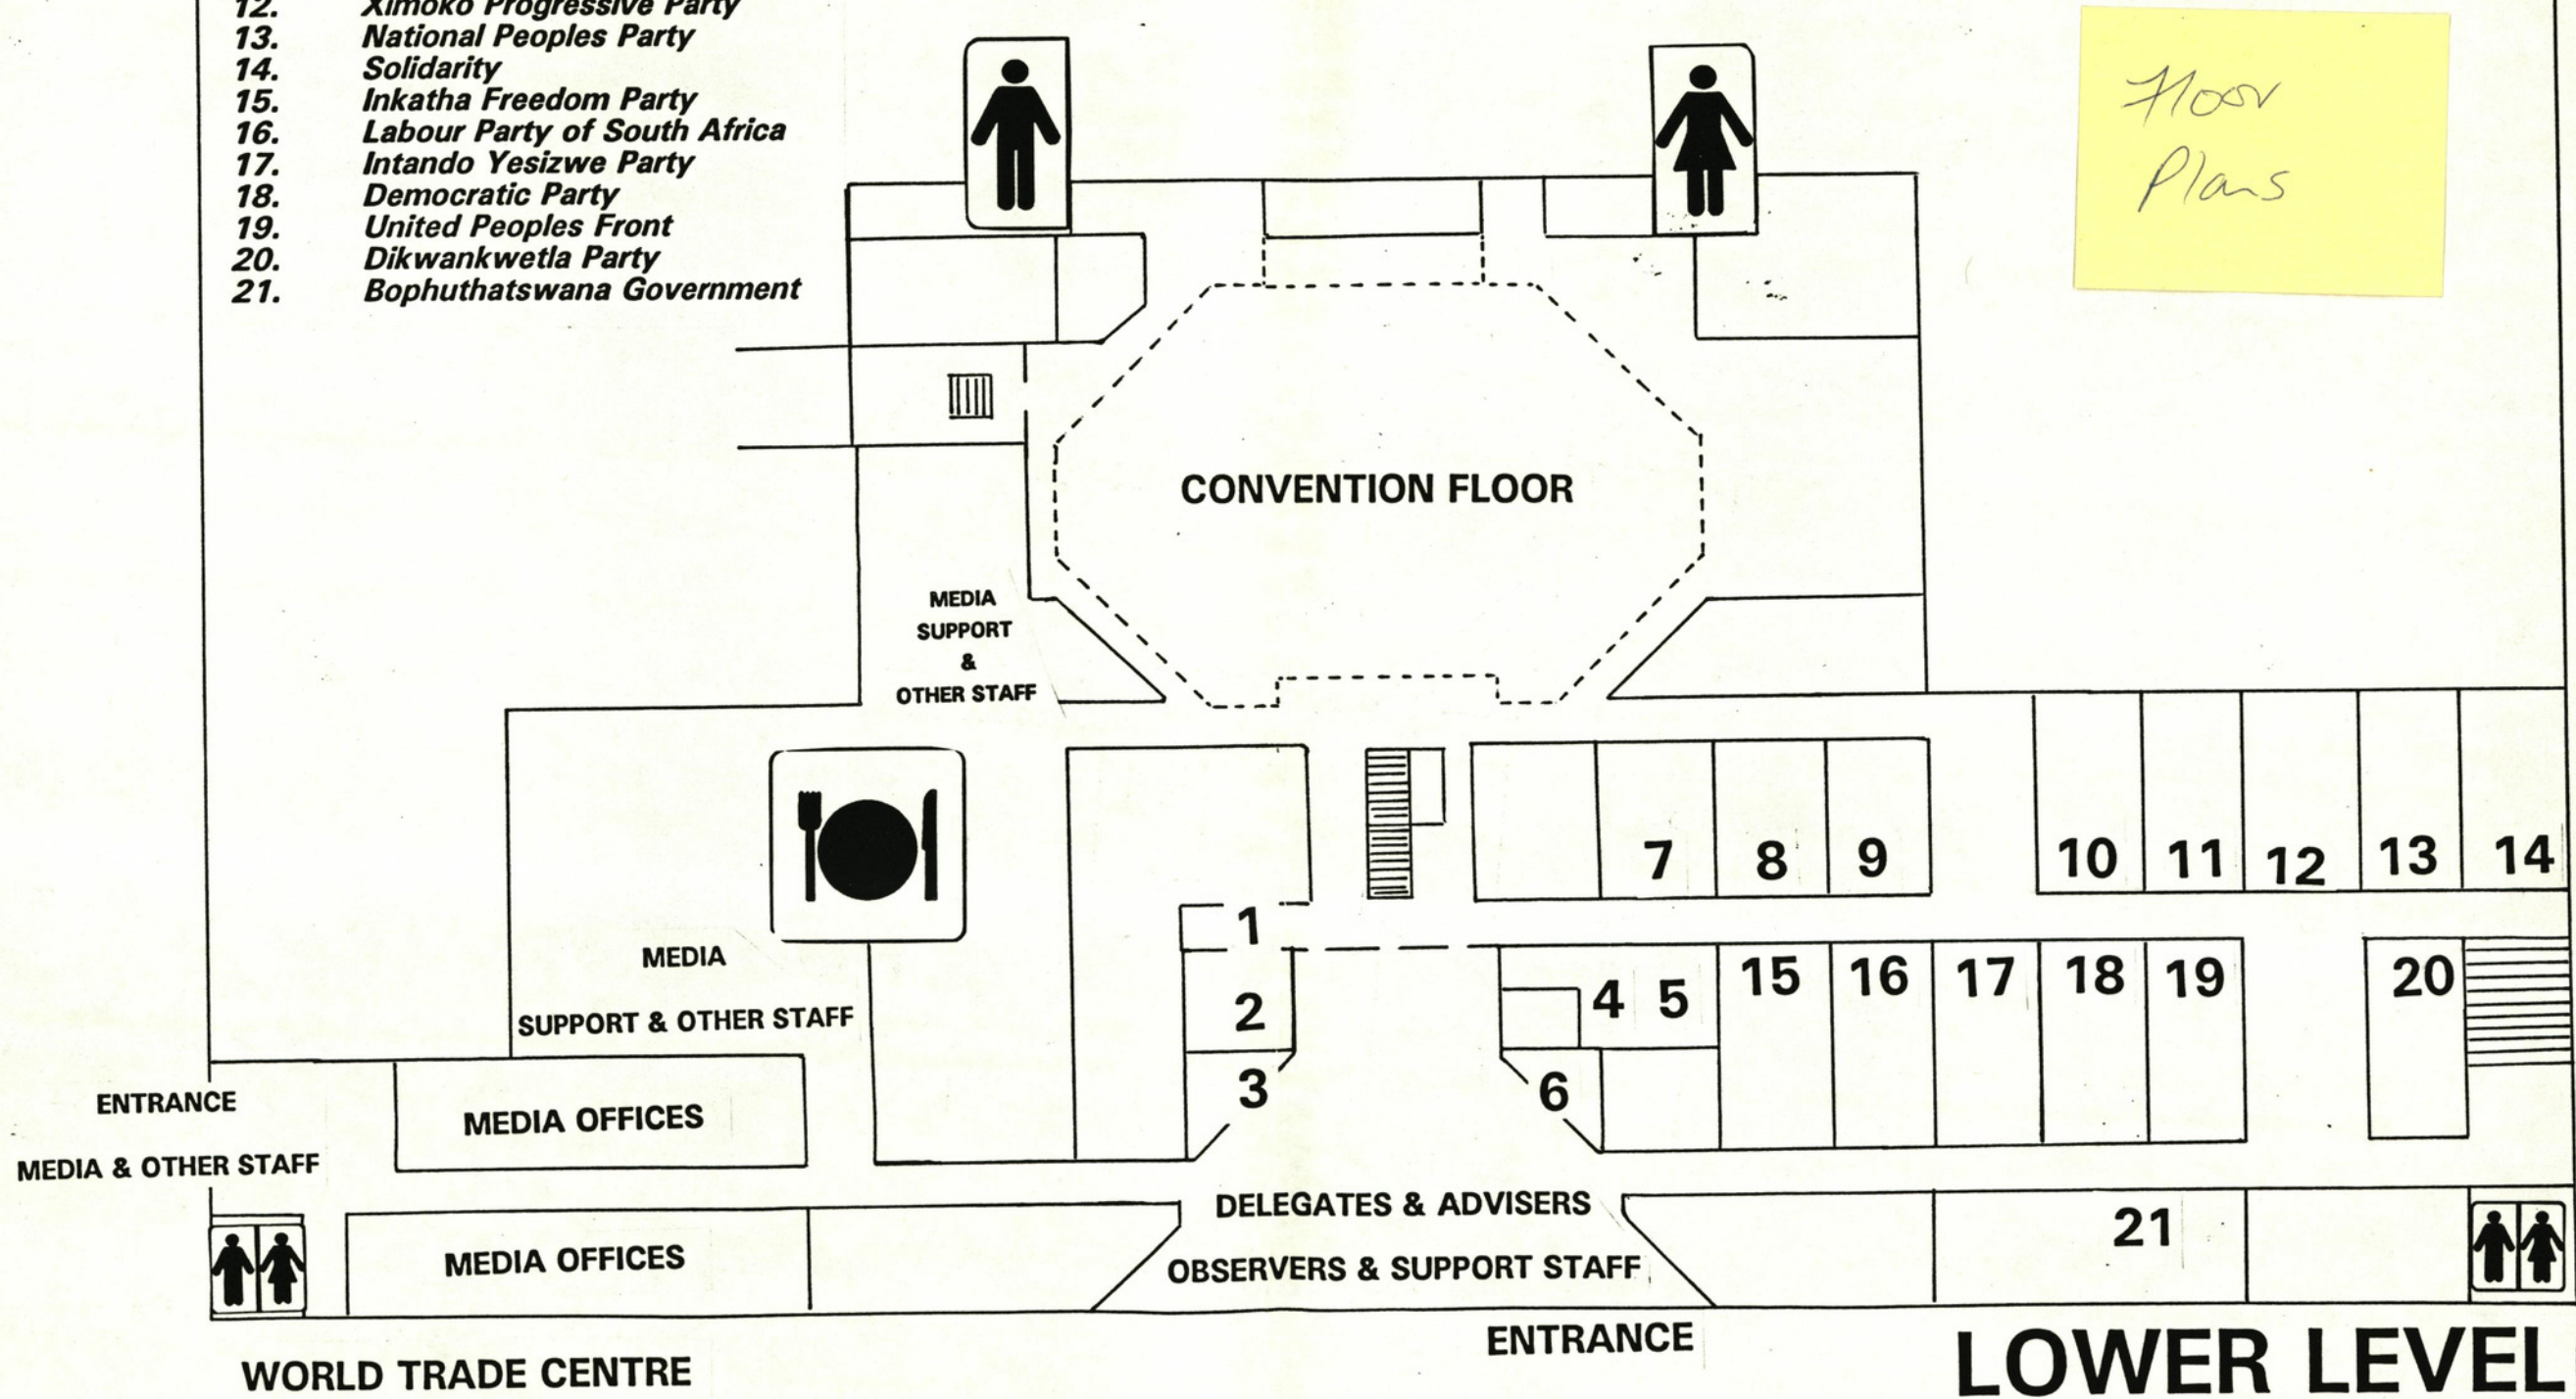 12. Ximoko Progressive Party
13. National Peoples Party
14. Solidarity
15. Inkatha Freedom Party
16. Labour Party of South Africa
17. Intando Yesizwe Party
18. Democratic Party
19. United Peoples Front
20. Dikwankwetla Party
21. Bophuthatswana Government
Floor
Plans
CONVENTION FLOOR
MEDIA
SUPPORT
&
OTHER STAFF
7 8 9 10 11 12 13 14
1
MEDIA
SUPPORT & OTHER STAFF
2
3
4 5 15 16 17 18 19 20
6
ENTRANCE
MEDIA & OTHER STAFF
MEDIA OFFICES
MEDIA OFFICES
DELEGATES & ADVISERS
OBSERVERS & SUPPORT STAFF
21
ENTRANCE
WORLD TRADE CENTRE
LOWER LEVEL